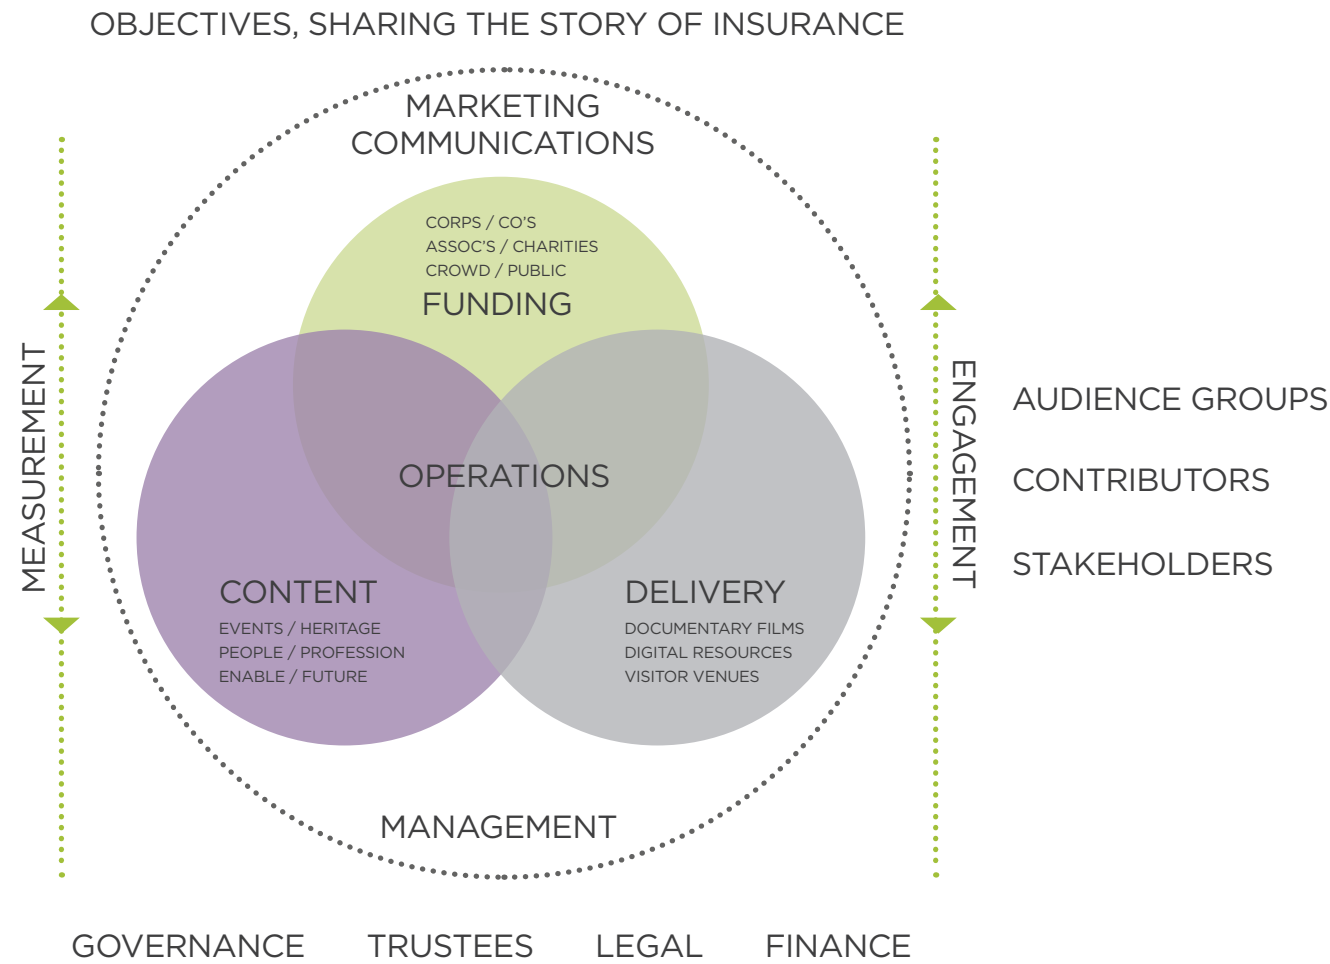 OBJECTIVES, SHARING THE STORY OF INSURANCE
MARKETING
COMMUNICATIONS
CORPS / CO'S
ASSOC'S / CHARITIES
CROWD / PUBLIC
FUNDING
MEASUREMENT
OPERATIONS
CONTENT
EVENTS / HERITAGE
PEOPLE / PROFESSION
ENABLE / FUTURE
DELIVERY
DOCUMENTARY FILMS
DIGITAL RESOURCES
VISITOR VENUES
ENGAGEMENT
AUDIENCE GROUPS
CONTRIBUTORS
STAKEHOLDERS
MANAGEMENT
GOVERNANCE TRUSTEES LEGAL FINANCE